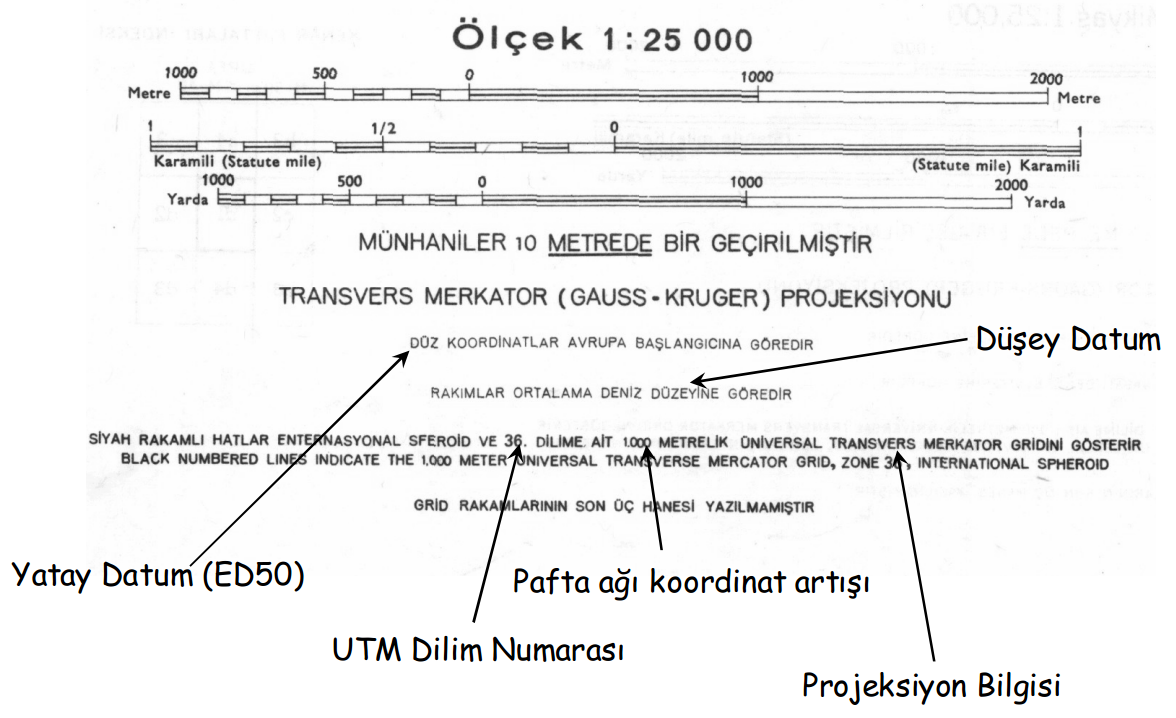 Ölçek 1:25 000
1000 500 0 1000 2000
Metre Metre
1 1/2 0 1
Karamili (Statute mile) (Statute mile) Karamili
1000 500 0 1000 2000
Yarda Yarda
MÜNHANİLER 10 METREDE BİR GEÇİRİLMİŞTİR
TRANSVERS MERKATOR (GAUSS-KRUGER) PROJEKSİYONU
DÜZ KOORDİNATLAR AVRUPA BAŞLANGICINA GÖREDIR
Düşey Datum
RAKIMLAR ORTALAMA DENİZ DÜZEYİNE GÖREDİR
SİYAH RAKAMLI HATLAR ENTERNASYONAL SFEROİD VE 36. DİLİME AİT 1.000 METRELİK ÜNİVERSAL TRANSVERS MERKATOR GRİDİNİ GÖSTERİR
BLACK NUMBERED LINES INDICATE THE 1.000 METER UNIVERSAL TRANSVERSE MERCATOR GRID, ZONE 36, INTERNATIONAL SPHEROID
GRİD RAKAMLARININ SON ÜÇ HANESİ YAZILMAMIŞTIR
Yatay Datum (ED50)
Pafta ağı koordinat artışı
UTM Dilim Numarası
Projeksiyon Bilgisi